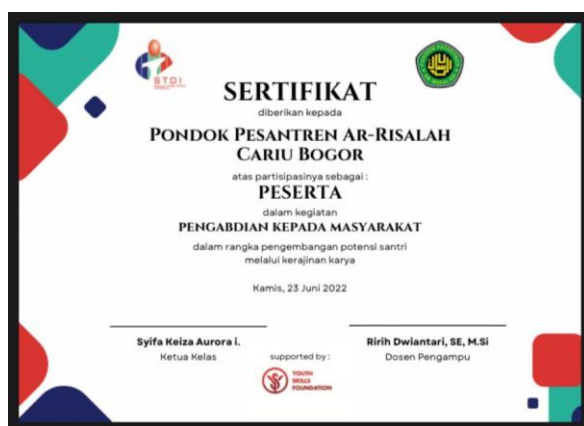 STDI
SERTIFIKAT
diberikan kepada
PONDOK PESANTREN AR-RISALAH
CARIU BOGOR
atas partisipasinya sebagai :
PESERTA
dalam kegiatan
PENGABDIAN KEPADA MASYARAKAT
dalam rangka pengembangan potensi santri
melalui kerajinan karya
Kamis, 23 Juni 2022
Syifa Keiza Aurora i.
Ketua Kelas
Ririh Dwiantari, SE, M.Si
Dosen Pengampu
supported by :
YOUTH
SKILLS
FOUNDATION